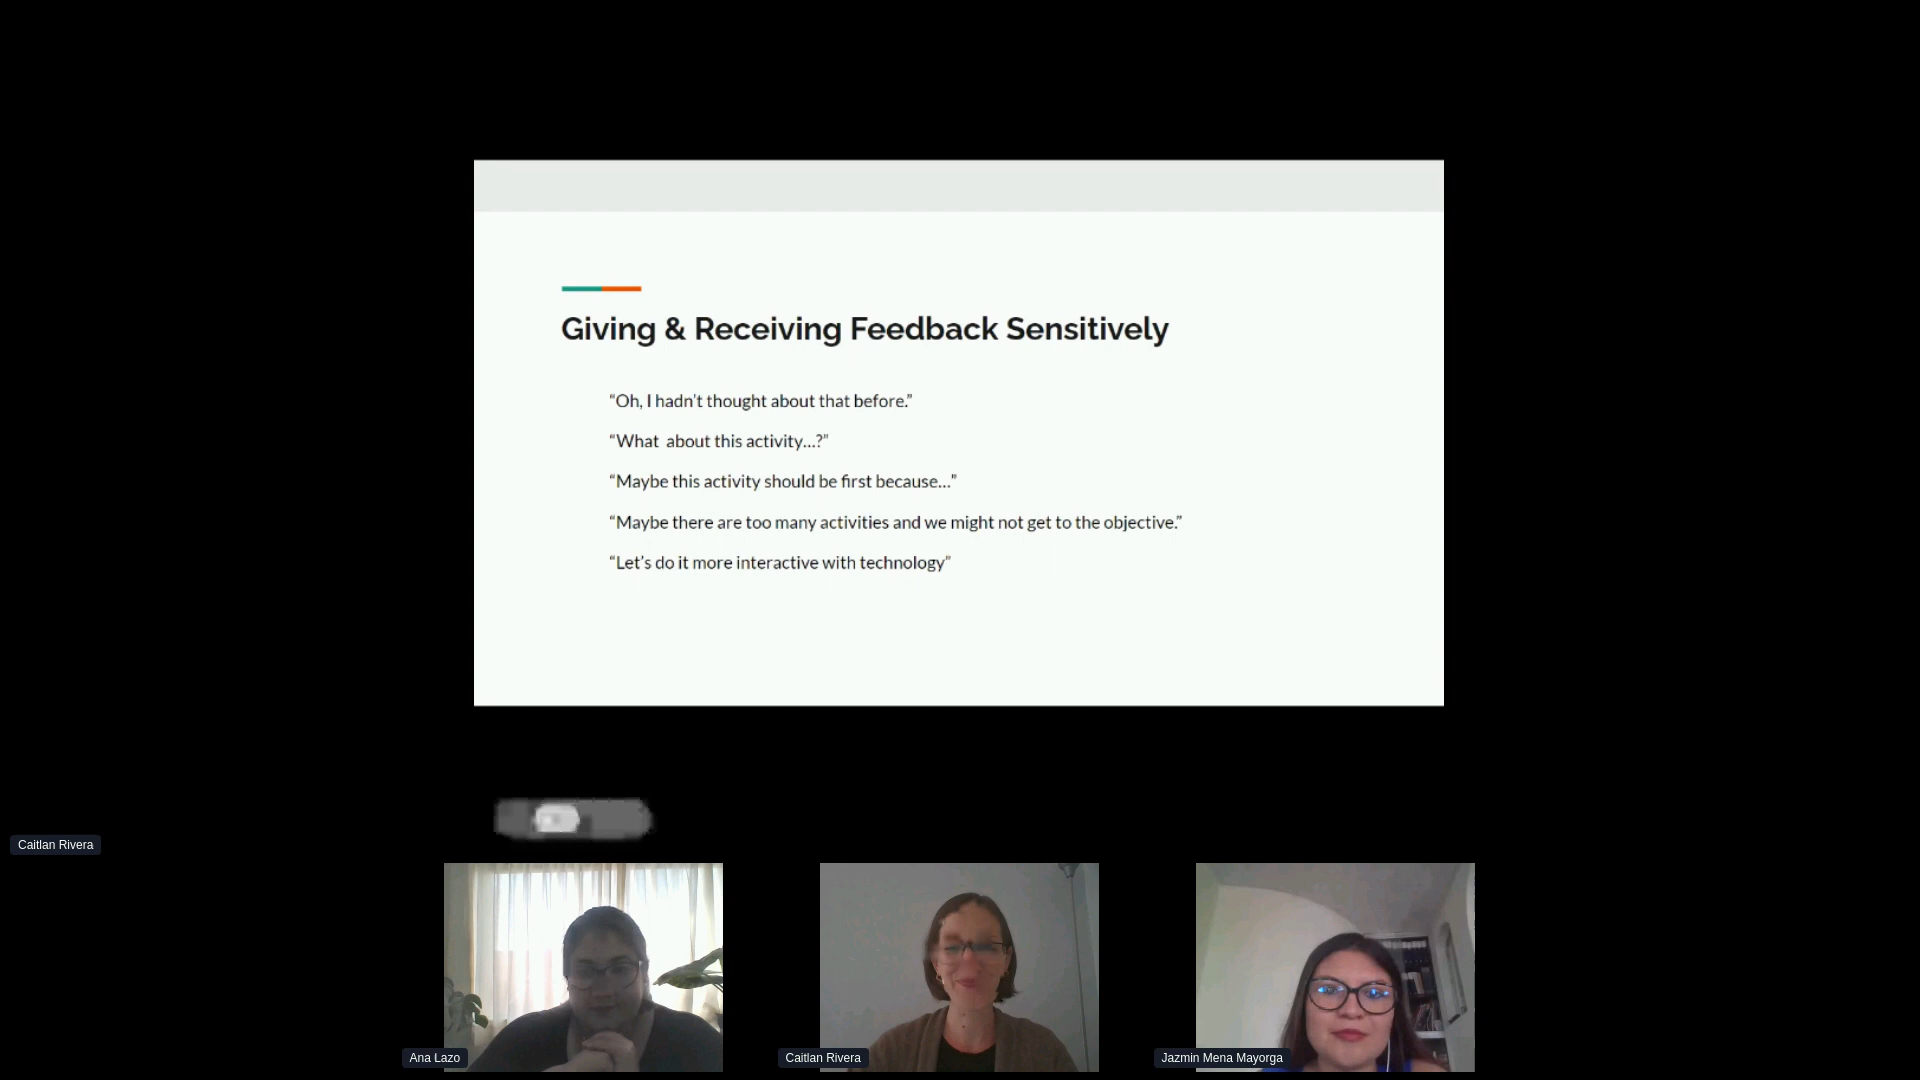 Giving & Receiving Feedback Sensitively
“Oh, I hadn’t thought about that before.”
“What  about this activity...?”
“Maybe this activity should be first because...”
“Maybe there are too many activities and we might not get to the objective.”
“Let’s do it more interactive with technology”
Caitlan Rivera
Ana Lazo
Caitlan Rivera
Jazmin Mena Mayorga